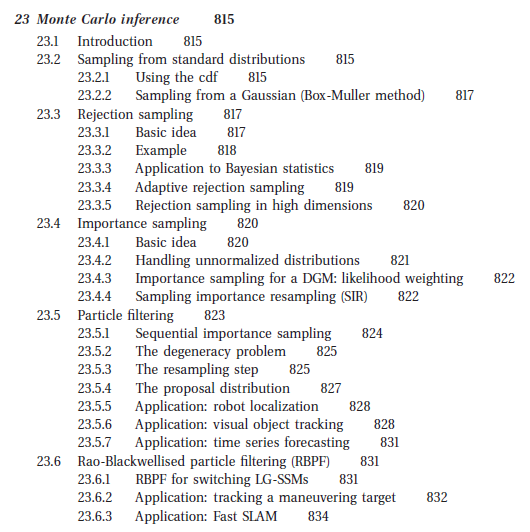 23 Monte Carlo inference 815
23.1 Introduction 815
23.2 Sampling from standard distributions 815
23.2.1 Using the cdf 815
23.2.2 Sampling from a Gaussian (Box-Muller method) 817
23.3 Rejection sampling 817
23.3.1 Basic idea 817
23.3.2 Example 818
23.3.3 Application to Bayesian statistics 819
23.3.4 Adaptive rejection sampling 819
23.3.5 Rejection sampling in high dimensions 820
23.4 Importance sampling 820
23.4.1 Basic idea 820
23.4.2 Handling unnormalized distributions 821
23.4.3 Importance sampling for a DGM: likelihood weighting 822
23.4.4 Sampling importance resampling (SIR) 822
23.5 Particle filtering 823
23.5.1 Sequential importance sampling 824
23.5.2 The degeneracy problem 825
23.5.3 The resampling step 825
23.5.4 The proposal distribution 827
23.5.5 Application: robot localization 828
23.5.6 Application: visual object tracking 828
23.5.7 Application: time series forecasting 831
23.6 Rao-Blackwellised particle filtering (RBPF) 831
23.6.1 RBPF for switching LG-SSMs 831
23.6.2 Application: tracking a maneuvering target 832
23.6.3 Application: Fast SLAM 834